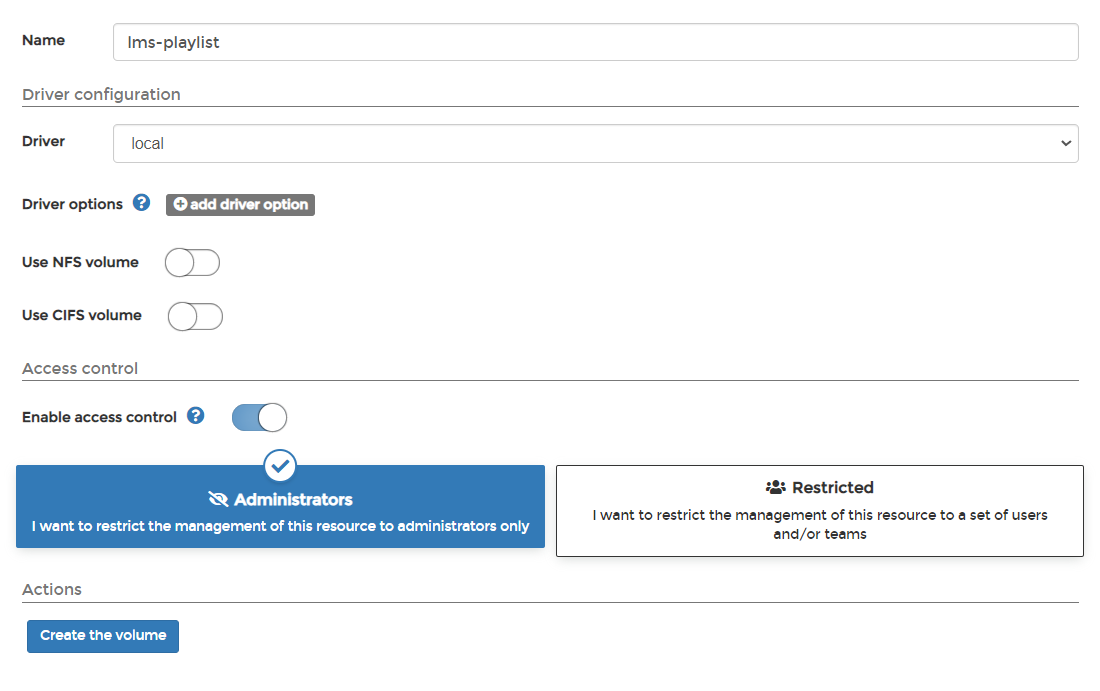 Name
lms-playlist
Driver configuration
Driver
local
Driver options
add driver option
Use NFS volume
Use CIFS volume
Access control
Enable access control
Administrators
I want to restrict the management of this resource to administrators only
Restricted
I want to restrict the management of this resource to a set of users
and/or teams
Actions
Create the volume